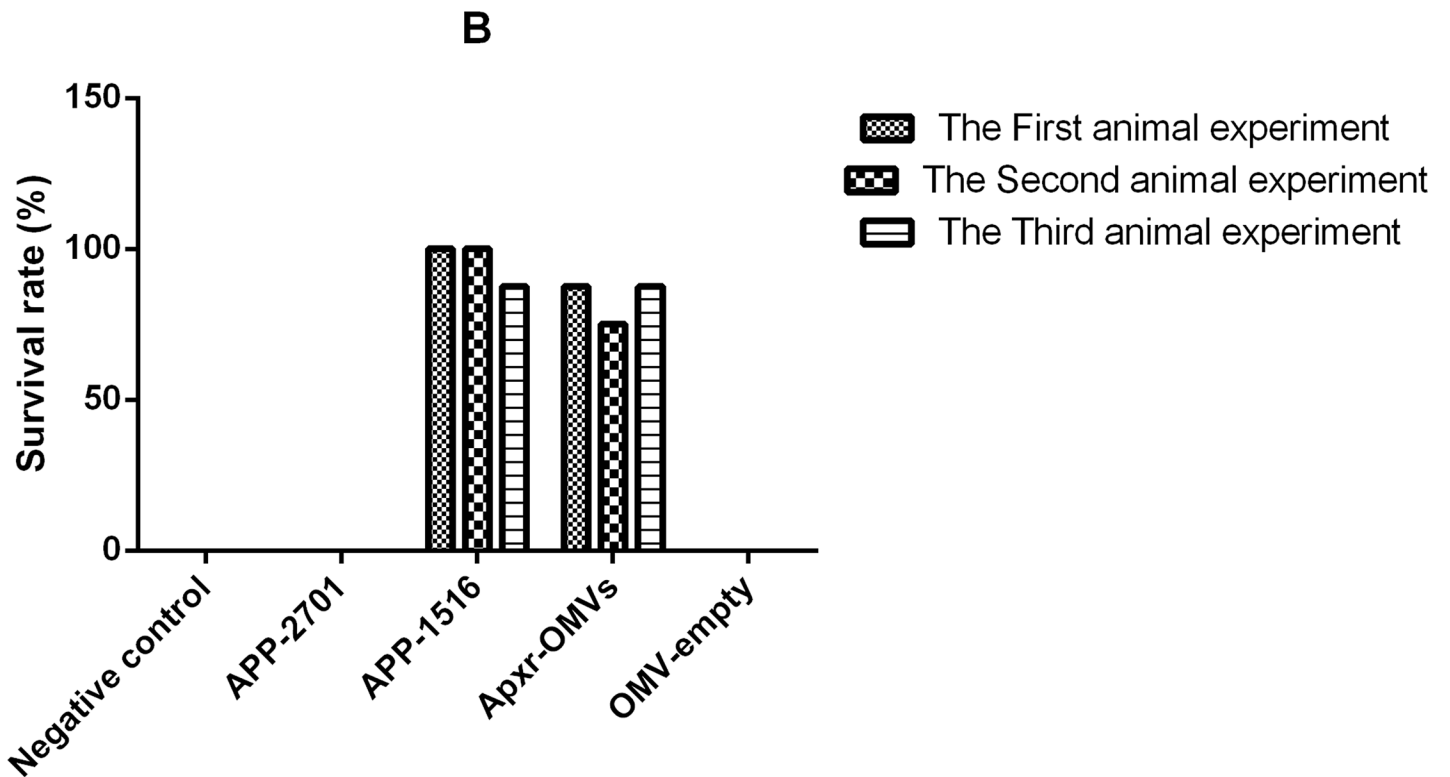 B
150
100
50
0
Survival rate (%)
The First animal experiment
The Second animal experiment
The Third animal experiment
Negative control
APP-2701
APP-1516
Apxr-OMVs
OMV-empty